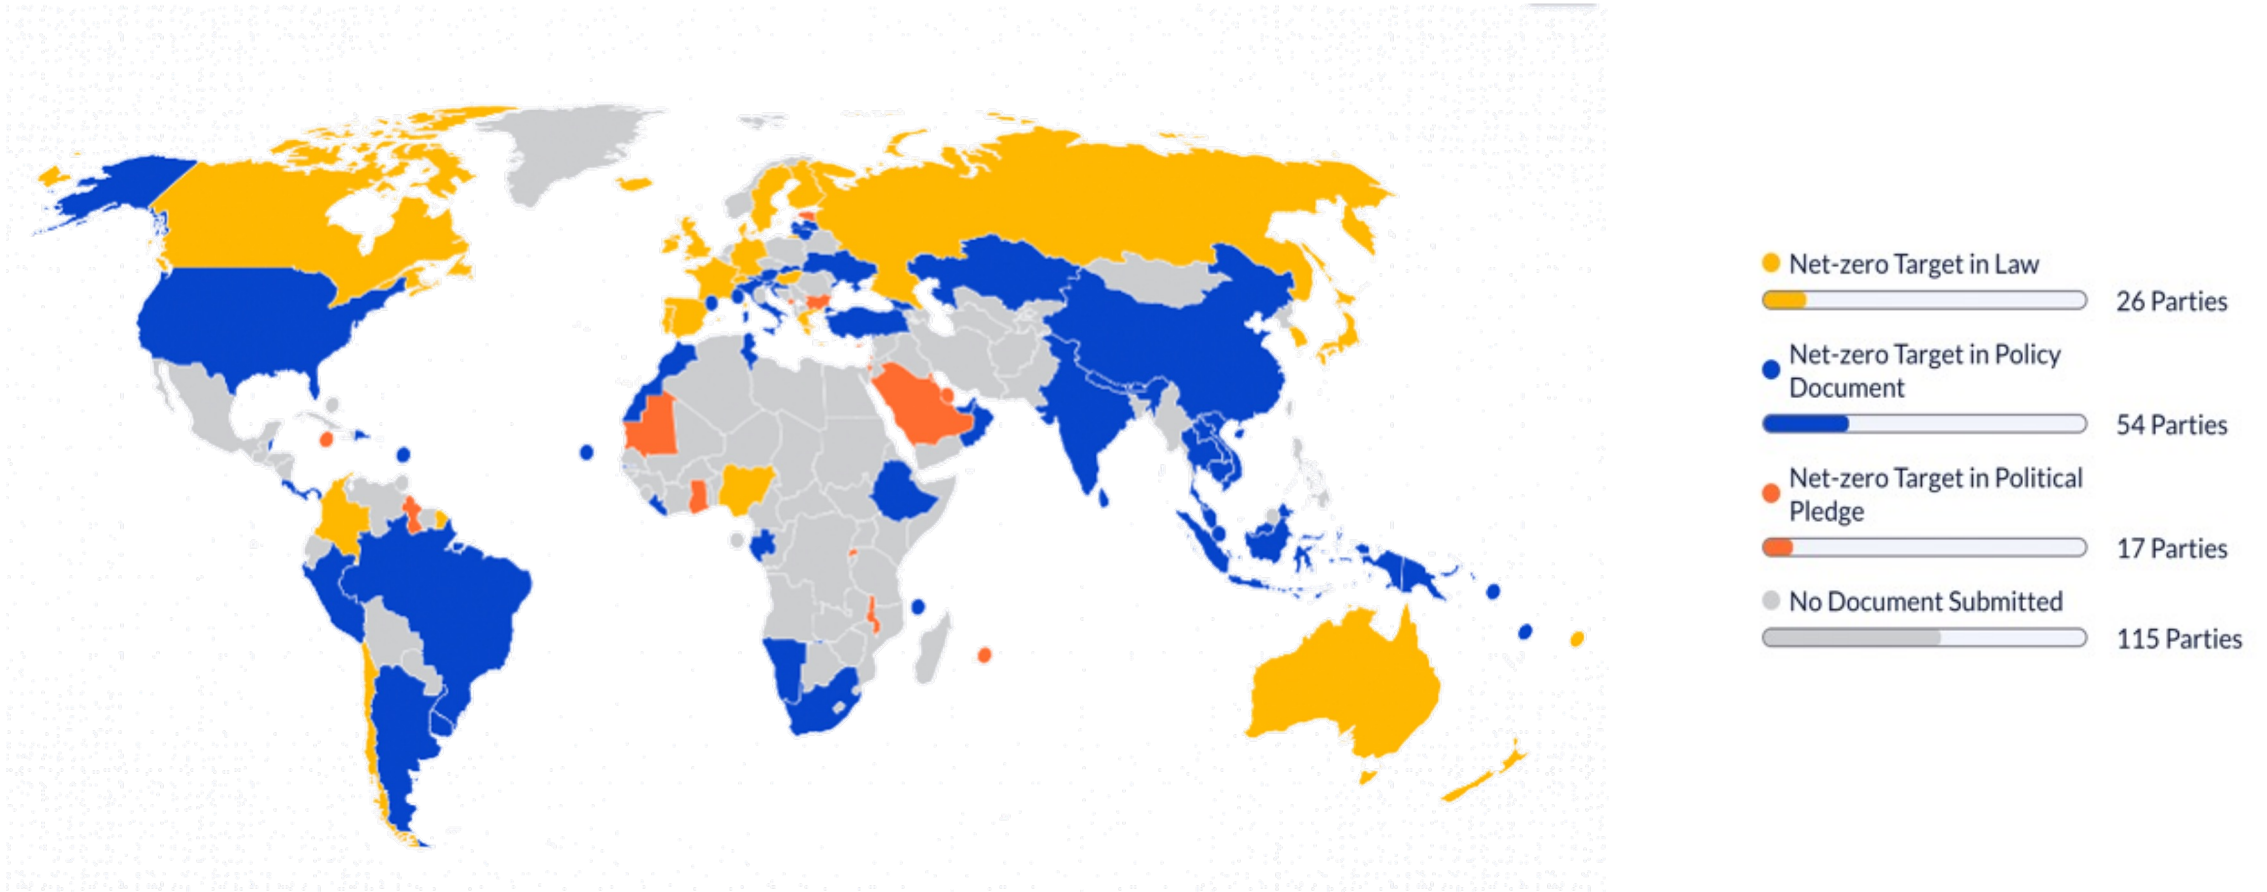 Net-zero Target in Law
26 Parties
Net-zero Target in Policy
Document
54 Parties
Net-zero Target in Political
Pledge
17 Parties
No Document Submitted
115 Parties